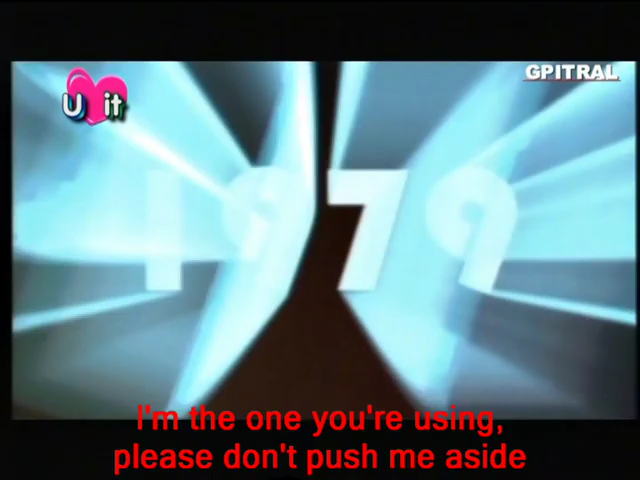 U it
GPITRAL
1979
I'm the one you're using,
please don't push me aside